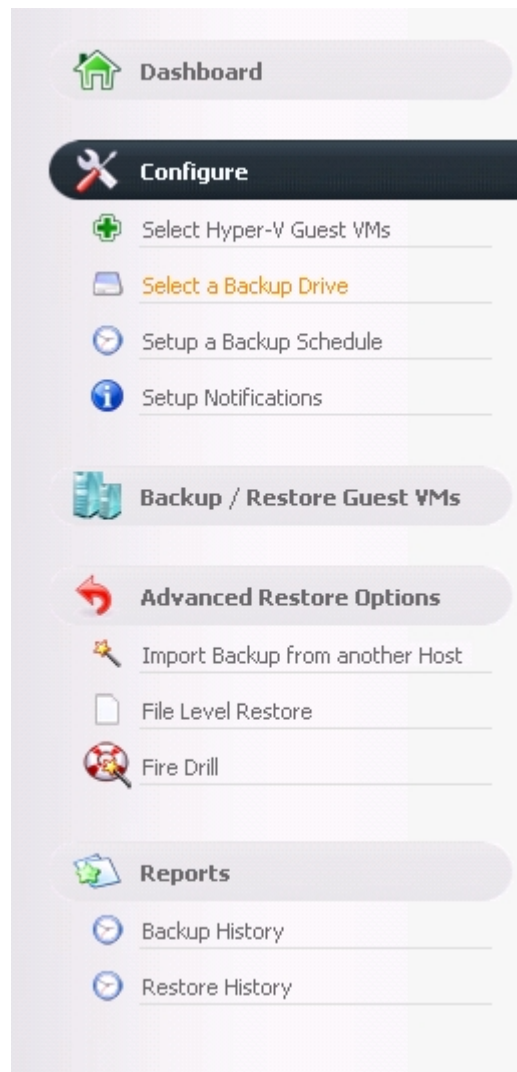 Dashboard
Configure
Select Hyper-V Guest VMs
Select a Backup Drive
Setup a Backup Schedule
Setup Notifications
Backup / Restore Guest VMs
Advanced Restore Options
Import Backup from another Host
File Level Restore
Fire Drill
Reports
Backup History
Restore History